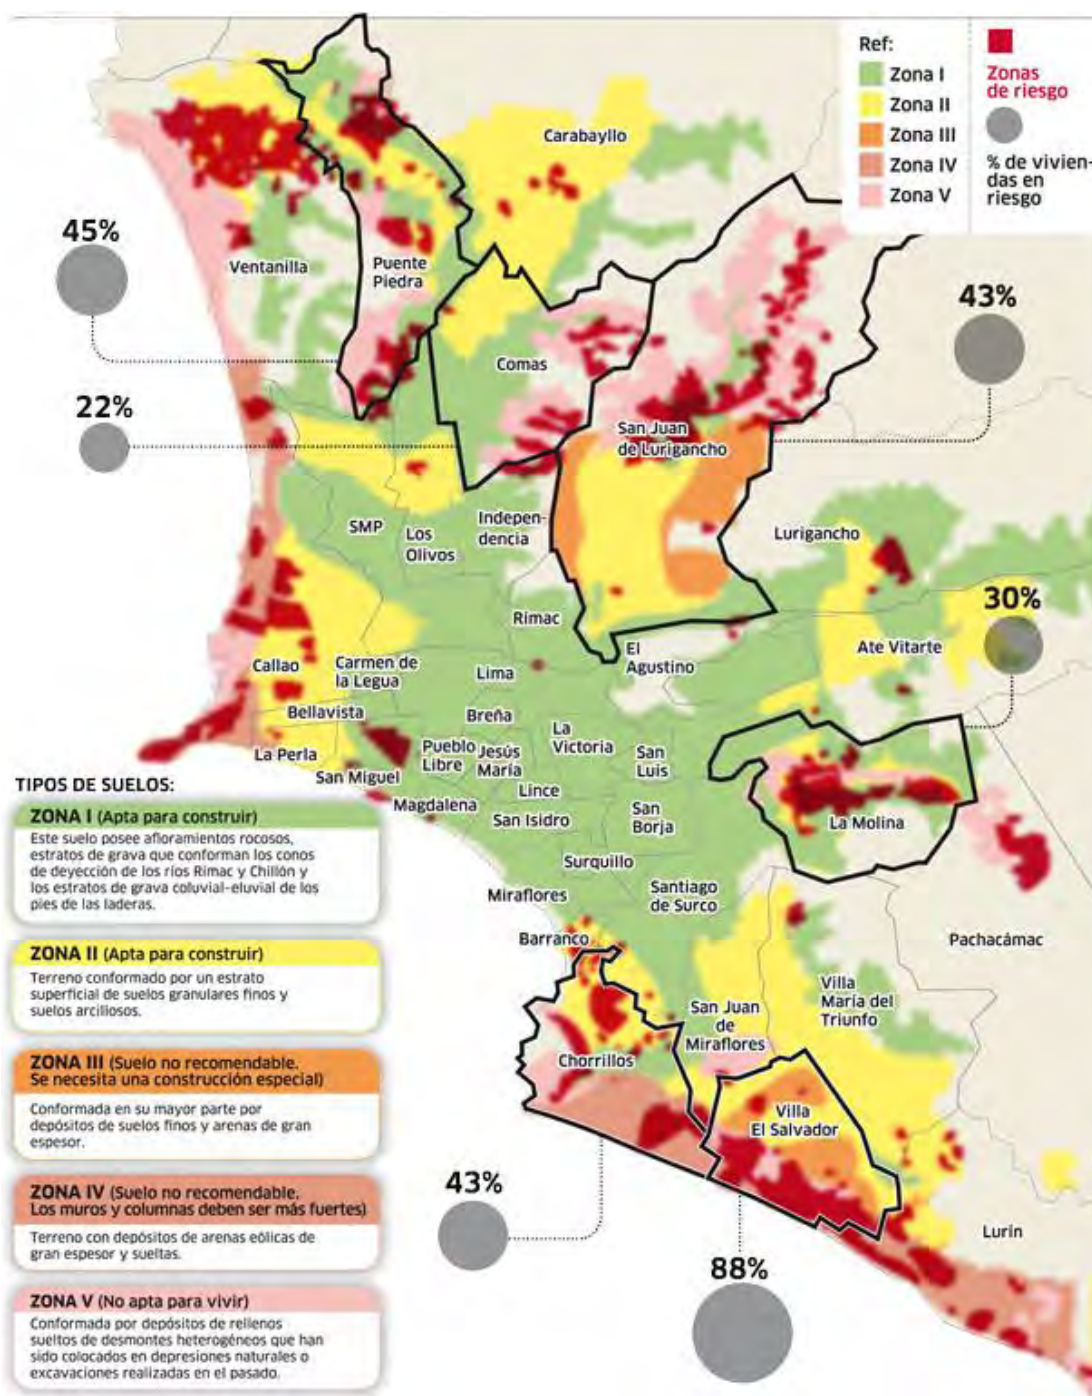 Ref:
Zona I
Zona II
Zona III
Zona IV
Zona V
Zonas
de riesgo
% de vivien-
das en
riesgo
Carabayllo
45%
Ventanilla
Puente
Piedra
43%
Comas
22%
San Juan
de Lurigancho
SMP
Los
Olivos
Indepen-
dencia
Lurigancho
Rimac
30%
El
Agustino
Ate Vitarte
Callao
Carmen de
la Legua
Lima
Bellavista
Breña
La Perla
San Miguel
Pueblo
Libre
Jesús
María
La
Victoria
San
Luis
Lince
Magdalena
San Isidro
San
Borja
La Molina
Surquillo
Miraflores
Santiago
de Surco
Barranco
Pachacámac
Villa
María del
Triunfo
San Juan
de
Miraflores
Chorrillos
Villa
El Salvador
43%
Lurín
88%
TIPOS DE SUELOS:
ZONA I (Apta para construir)
Este suelo posee afloramientos rocosos,
estratos de grava que conforman los conos
de deyección de los ríos Rimac y Chillón y
los estratos de grava coluvial-eluvial de los
pies de las laderas.
ZONA II (Apta para construir)
Terreno conformado por un estrato
superficial de suelos granulares finos y
suelos arcillosos.
ZONA III (Suelo no recomendable.
Se necesita una construcción especial)
Conformada en su mayor parte por
depósitos de suelos finos y arenas de gran
espesor.
ZONA IV (Suelo no recomendable.
Los muros y columnas deben ser más fuertes)
Terreno con depósitos de arenas eólicas de
gran espesor y sueltas.
ZONA V (No apta para vivir)
Conformada por depósitos de rellenos
sueltos de desmontes heterogéneos que han
sido colocados en depresiones naturales o
excavaciones realizadas en el pasado.